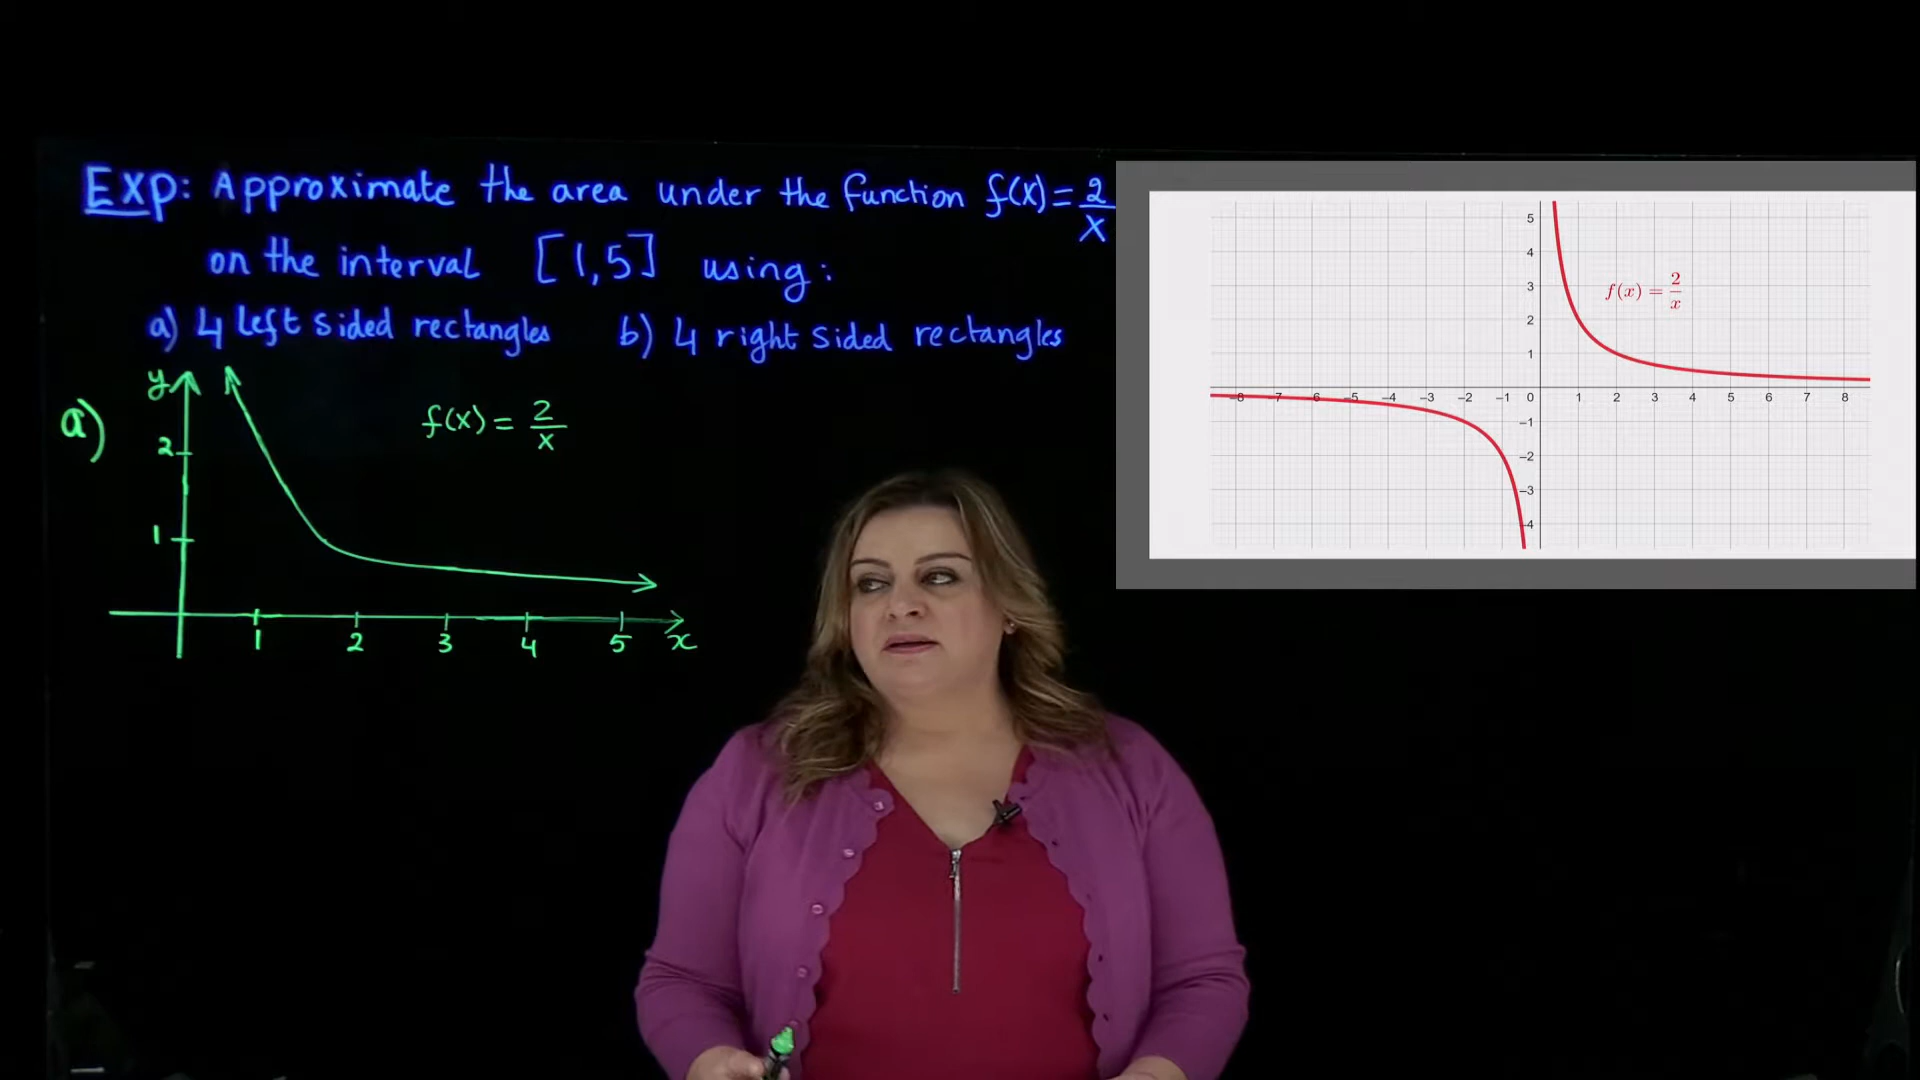 Exp: Approximate the area under the function f(x) = 2/x
on the interval [1,5] using:
a) 4 left sided rectangles b) 4 right sided rectangles
a)
y
2
1
f(x) = 2/x
1 2 3 4 5 x
5
4
3
2
1
f(x) = 2/x
-8 -7 -6 -5 -4 -3 -2 -1 0 1 2 3 4 5 6 7 8
-1
-2
-3
-4